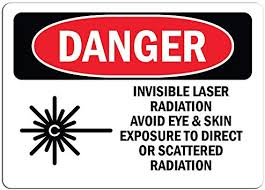 DANGER
INVISIBLE LASER
RADIATION
AVOID EYE & SKIN
EXPOSURE TO DIRECT
OR SCATTERED
RADIATION